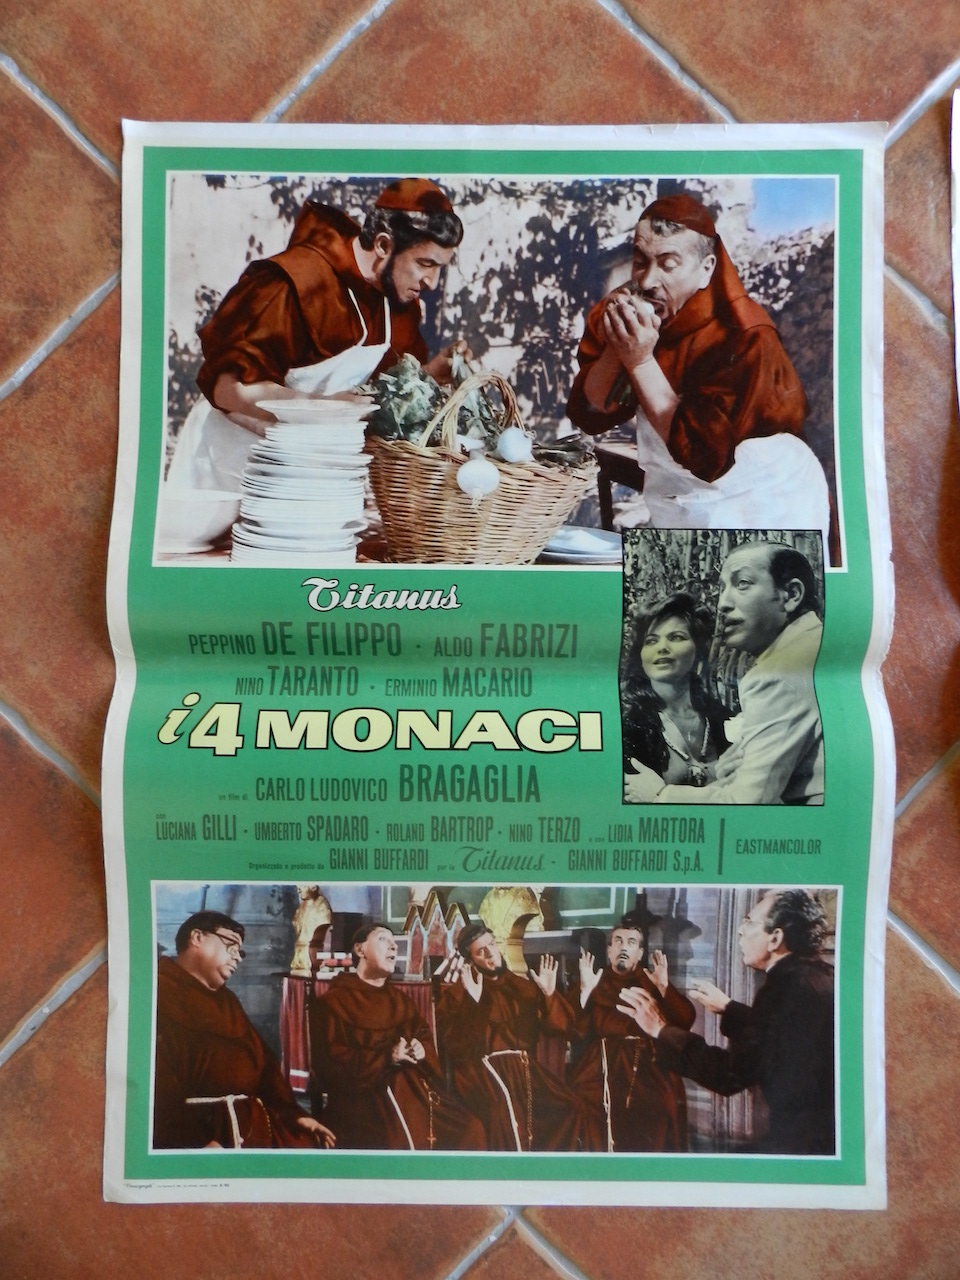 Titanus
PEPPINO DE FILIPPO · ALDO FABRIZI
NINO TARANTO · ERMINIO MACARIO
i 4 MONACI
un film di CARLO LUDOVICO BRAGAGLIA
con
LUCIANA GILLI · UMBERTO SPADARO · ROLAND BARTROP · NINO TERZO e con LIDIA MARTORA
Organizzato e prodotto da GIANNI BUFFARDI per la Titanus · GIANNI BUFFARDI S.p.A.
EASTMANCOLOR